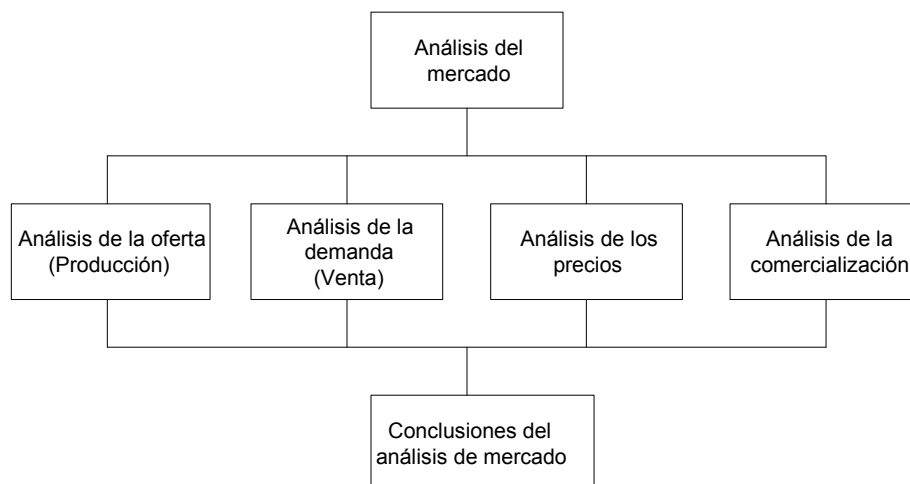 Análisis del
mercado
Análisis de la oferta
(Producción)
Análisis de la
demanda
(Venta)
Análisis de los
precios
Análisis de la
comercialización
Conclusiones del
análisis de mercado